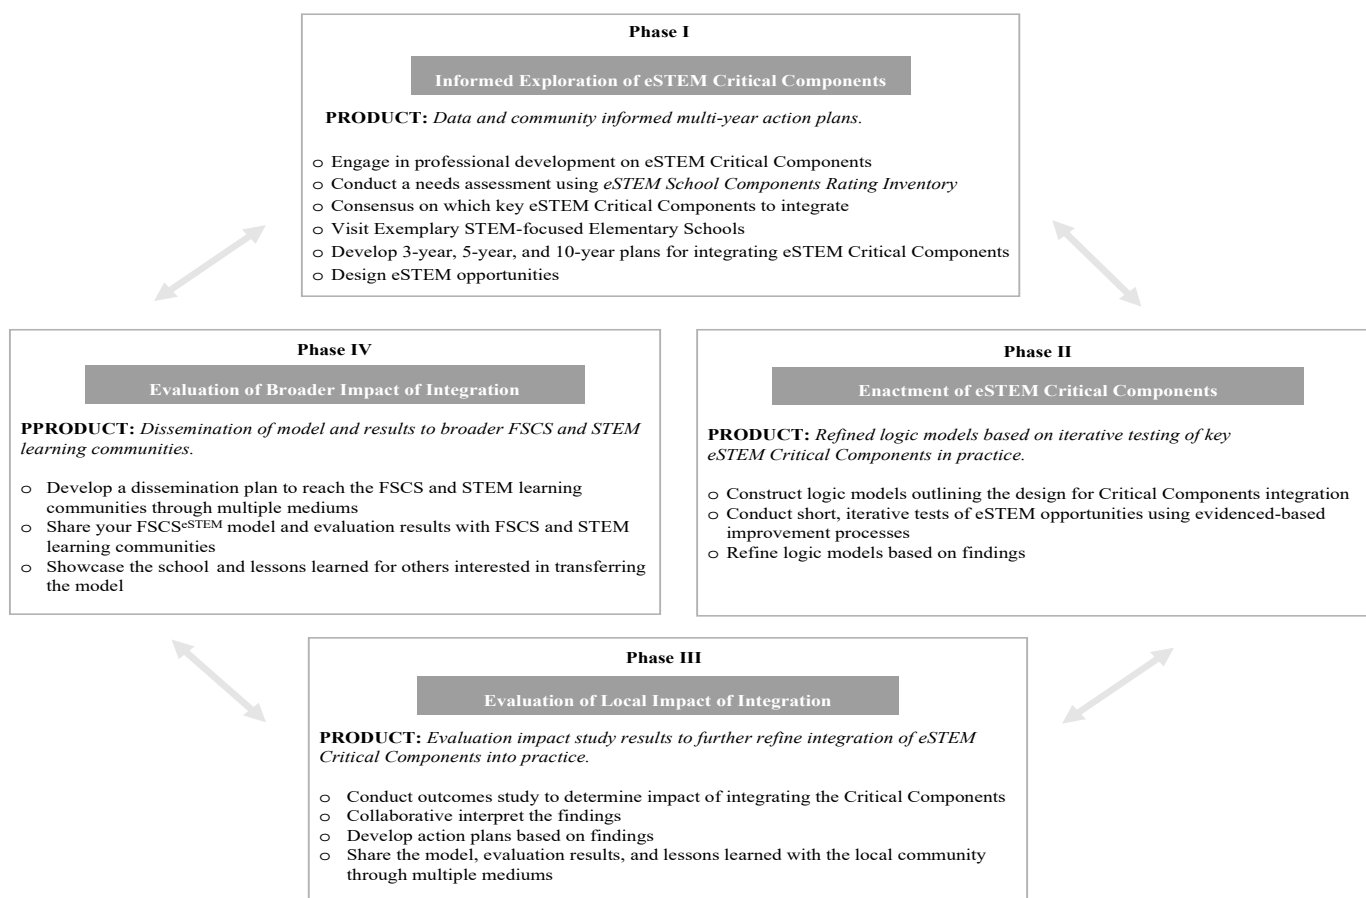 Phase I
Informed Exploration of eSTEM Critical Components
PRODUCT: Data and community informed multi-year action plans.
o Engage in professional development on eSTEM Critical Components
o Conduct a needs assessment using eSTEM School Components Rating Inventory
o Consensus on which key eSTEM Critical Components to integrate
o Visit Exemplary STEM-focused Elementary Schools
o Develop 3-year, 5-year, and 10-year plans for integrating eSTEM Critical Components
o Design eSTEM opportunities
Phase IV
Evaluation of Broader Impact of Integration
PPRODUCT: Dissemination of model and results to broader FSCS and STEM
learning communities.
o Develop a dissemination plan to reach the FSCS and STEM learning
communities through multiple mediums
o Share your FSCSeSTEM model and evaluation results with FSCS and STEM
learning communities
o Showcase the school and lessons learned for others interested in transferring
the model
Phase II
Enactment of eSTEM Critical Components
PRODUCT: Refined logic models based on iterative testing of key
eSTEM Critical Components in practice.
o Construct logic models outlining the design for Critical Components integration
o Conduct short, iterative tests of eSTEM opportunities using evidenced-based
improvement processes
o Refine logic models based on findings
Phase III
Evaluation of Local Impact of Integration
PRODUCT: Evaluation impact study results to further refine integration of eSTEM
Critical Components into practice.
o Conduct outcomes study to determine impact of integrating the Critical Components
o Collaborative interpret the findings
o Develop action plans based on findings
o Share the model, evaluation results, and lessons learned with the local community
through multiple mediums